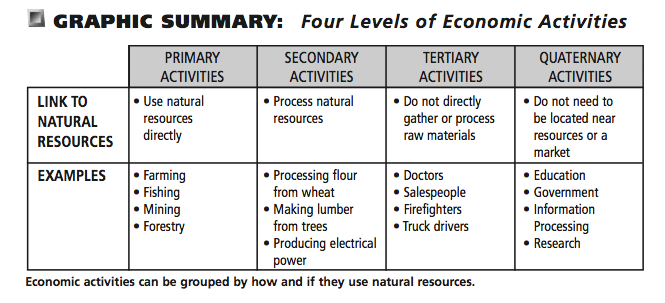 GRAPHIC SUMMARY: Four Levels of Economic Activities
PRIMARY
ACTIVITIES
SECONDARY
ACTIVITIES
TERTIARY
ACTIVITIES
QUATERNARY
ACTIVITIES
LINK TO
NATURAL
RESOURCES
• Use natural
resources
directly
• Process natural
resources
• Do not directly
gather or process
raw materials
• Do not need to
be located near
resources or a
market
EXAMPLES
• Farming
• Fishing
• Mining
• Forestry
• Processing flour
from wheat
• Making lumber
from trees
• Producing electrical
power
• Doctors
• Salespeople
• Firefighters
• Truck drivers
• Education
• Government
• Information
Processing
• Research
Economic activities can be grouped by how and if they use natural resources.